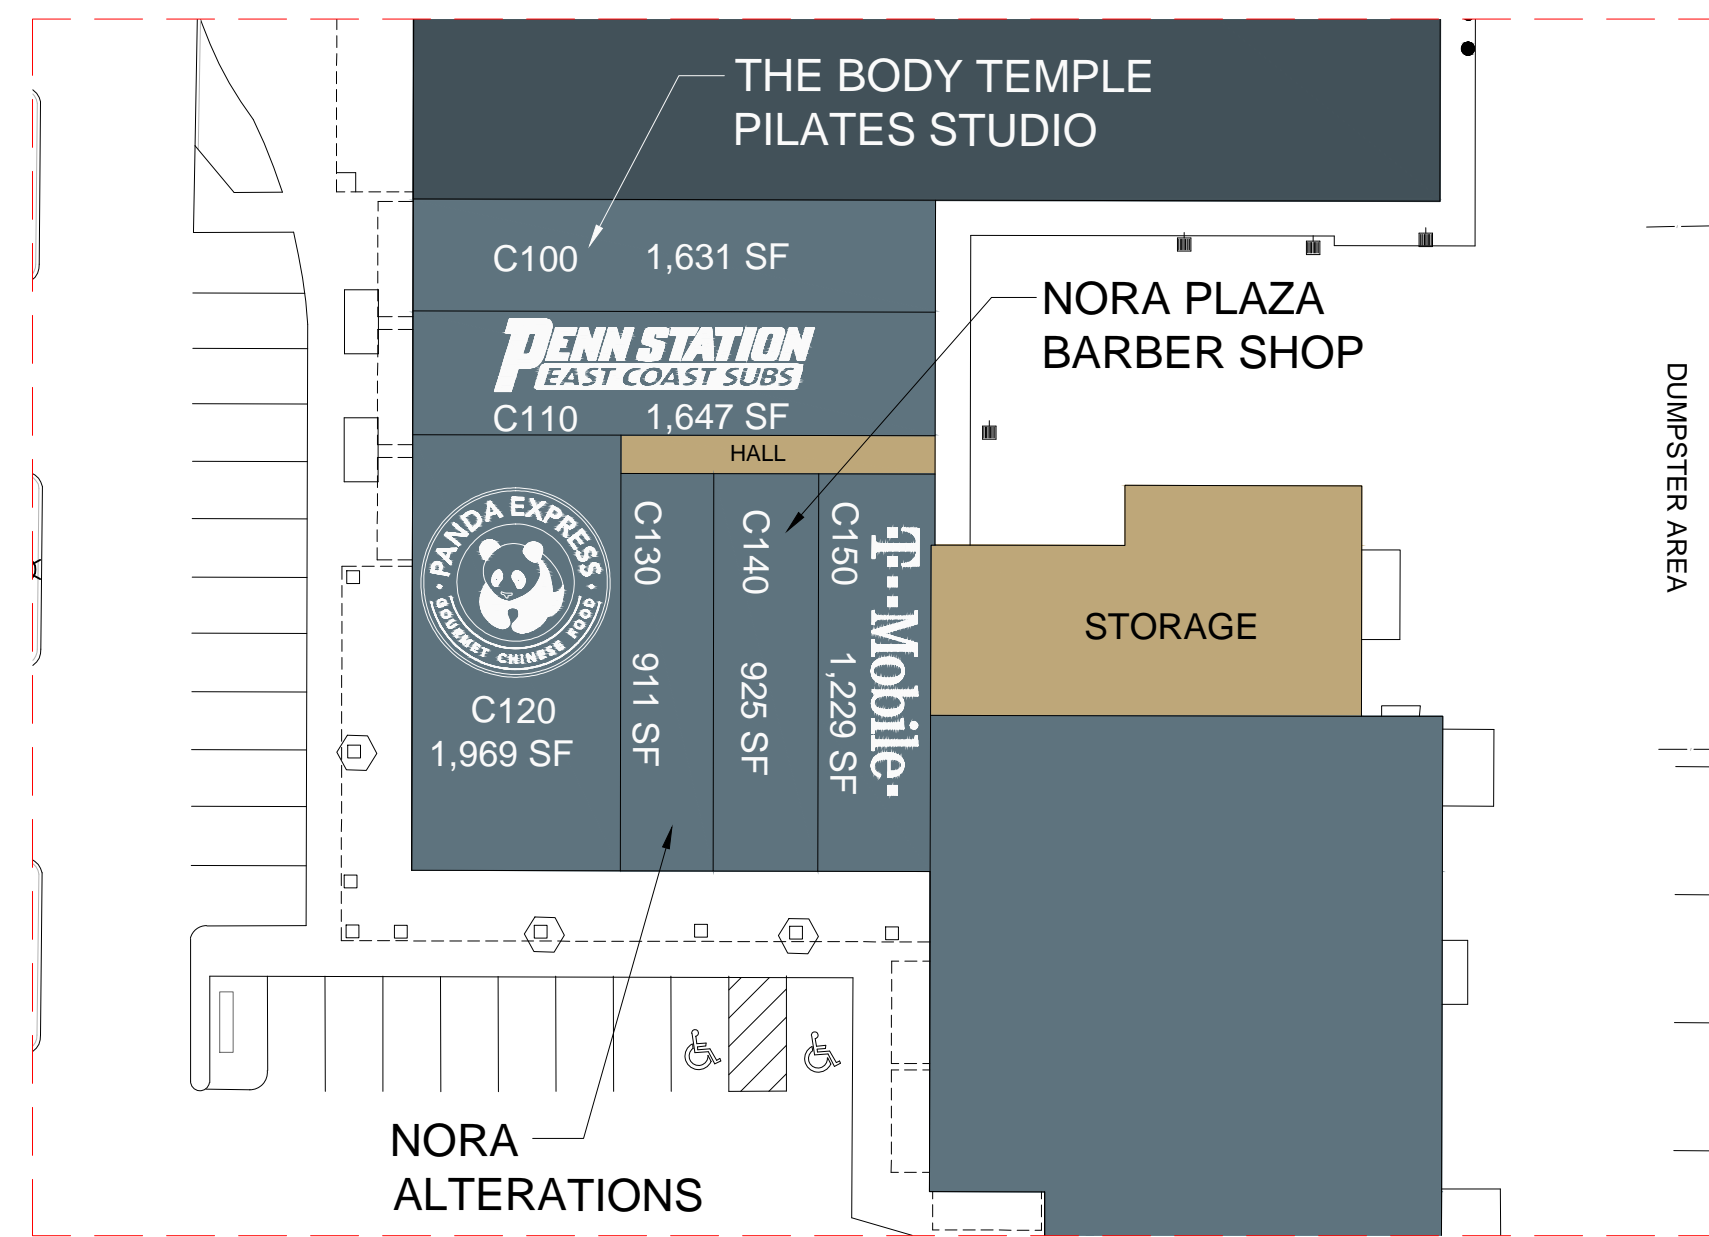 THE BODY TEMPLE
PILATES STUDIO
C100 1,631 SF
NORA PLAZA
BARBER SHOP
PENN STATION
EAST COAST SUBS
C110 1,647 SF
HALL
DUMPSTER AREA
PANDA EXPRESS
GOURMET CHINESE FOOD
C120
1,969 SF
C130 911 SF
C140 925 SF
C150 1,229 SF
T··Mobile·
STORAGE
NORA
ALTERATIONS